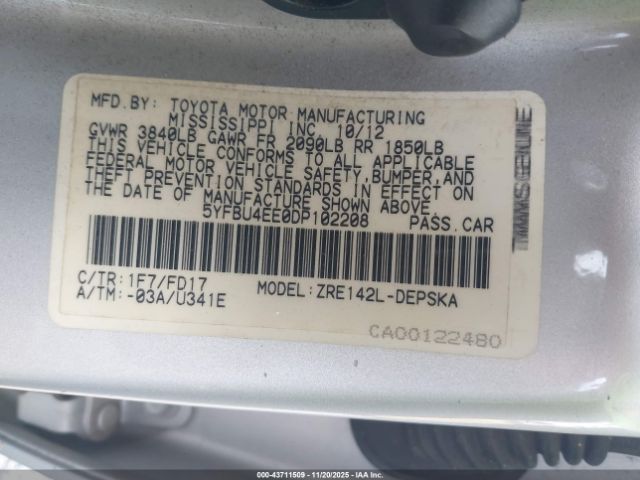 MFD.BY: TOYOTA MOTOR MANUFACTURING
MISSISSIPPI INC. 10/12
GVWR 3840LB GAWR FR 2090LB RR 1850LB
THIS VEHICLE CONFORMS TO ALL APPLICABLE
FEDERAL MOTOR VEHICLE SAFETY,BUMPER,AND
THEFT PREVENTION STANDARDS IN EFFECT ON
THE DATE OF MANUFACTURE SHOWN ABOVE.
5YFBU4EE0DP102208 PASS.CAR
C/TR: 1F7/FD17 MODEL: ZRE142L-DEPSKA
A/TM: -03A/U341E
CA00122480
000-43711509 - 11/20/2025 - IAAI.COM